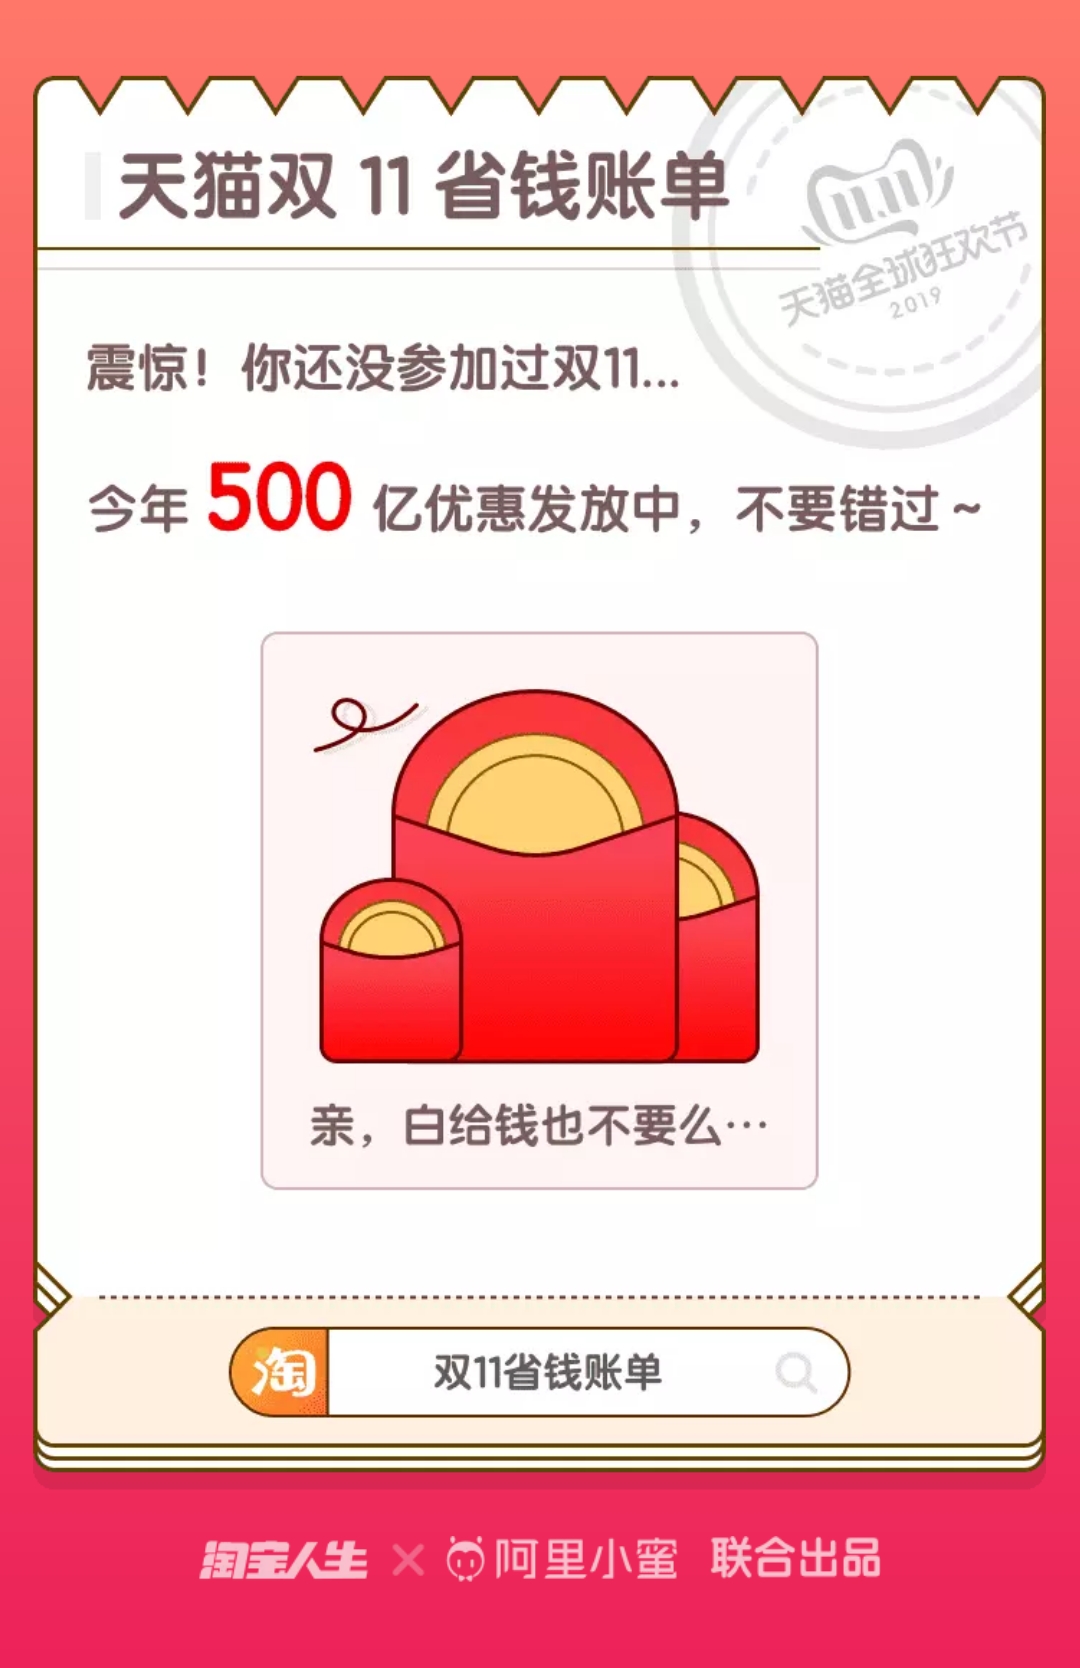 天猫双 11 省钱账单
11.11
天猫全球狂欢节
2019
震惊！你还没参加过双11...
今年 500 亿优惠发放中，不要错过～
亲，白给钱也不要么…
淘 双11省钱账单
淘宝人生 × 阿里小蜜 联合出品